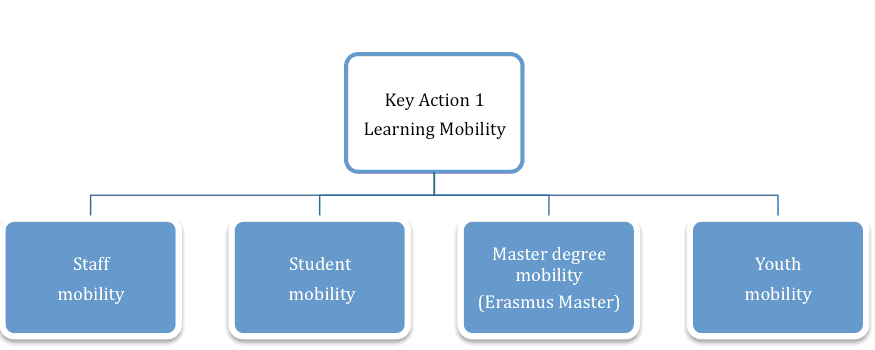 Key Action 1
Learning Mobility
Staff
mobility
Student
mobility
Master degree
mobility
(Erasmus Master)
Youth
mobility